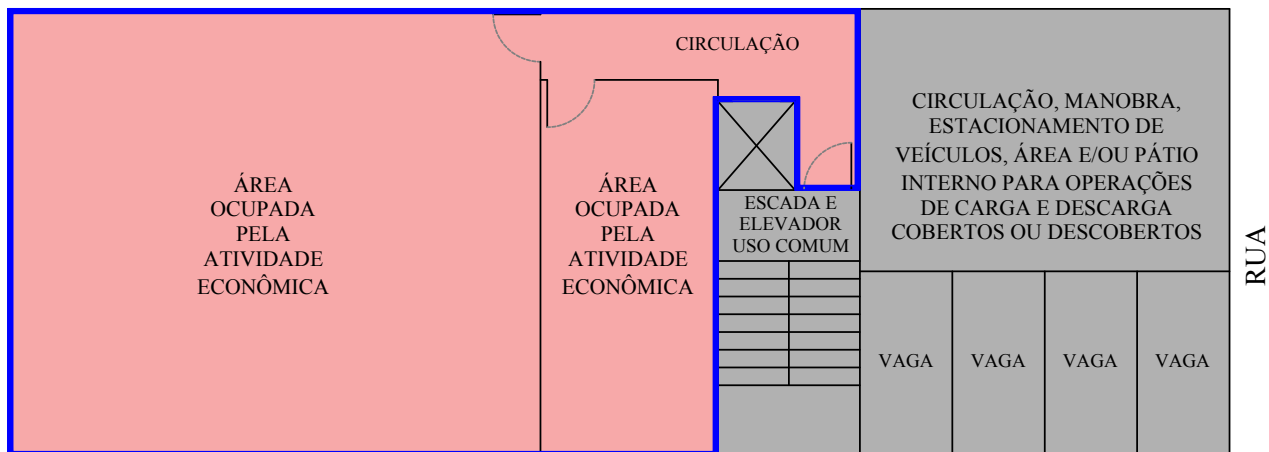 CIRCULAÇÃO
ÁREA
OCUPADA
PELA
ATIVIDADE
ECONÔMICA
ÁREA
OCUPADA
PELA
ATIVIDADE
ECONÔMICA
ESCADA E
ELEVADOR
USO COMUM
CIRCULAÇÃO, MANOBRA,
ESTACIONAMENTO DE
VEÍCULOS, ÁREA E/OU PÁTIO
INTERNO PARA OPERAÇÕES
DE CARGA E DESCARGA
COBERTOS OU DESCOBERTOS
VAGA
VAGA
VAGA
VAGA
RUA